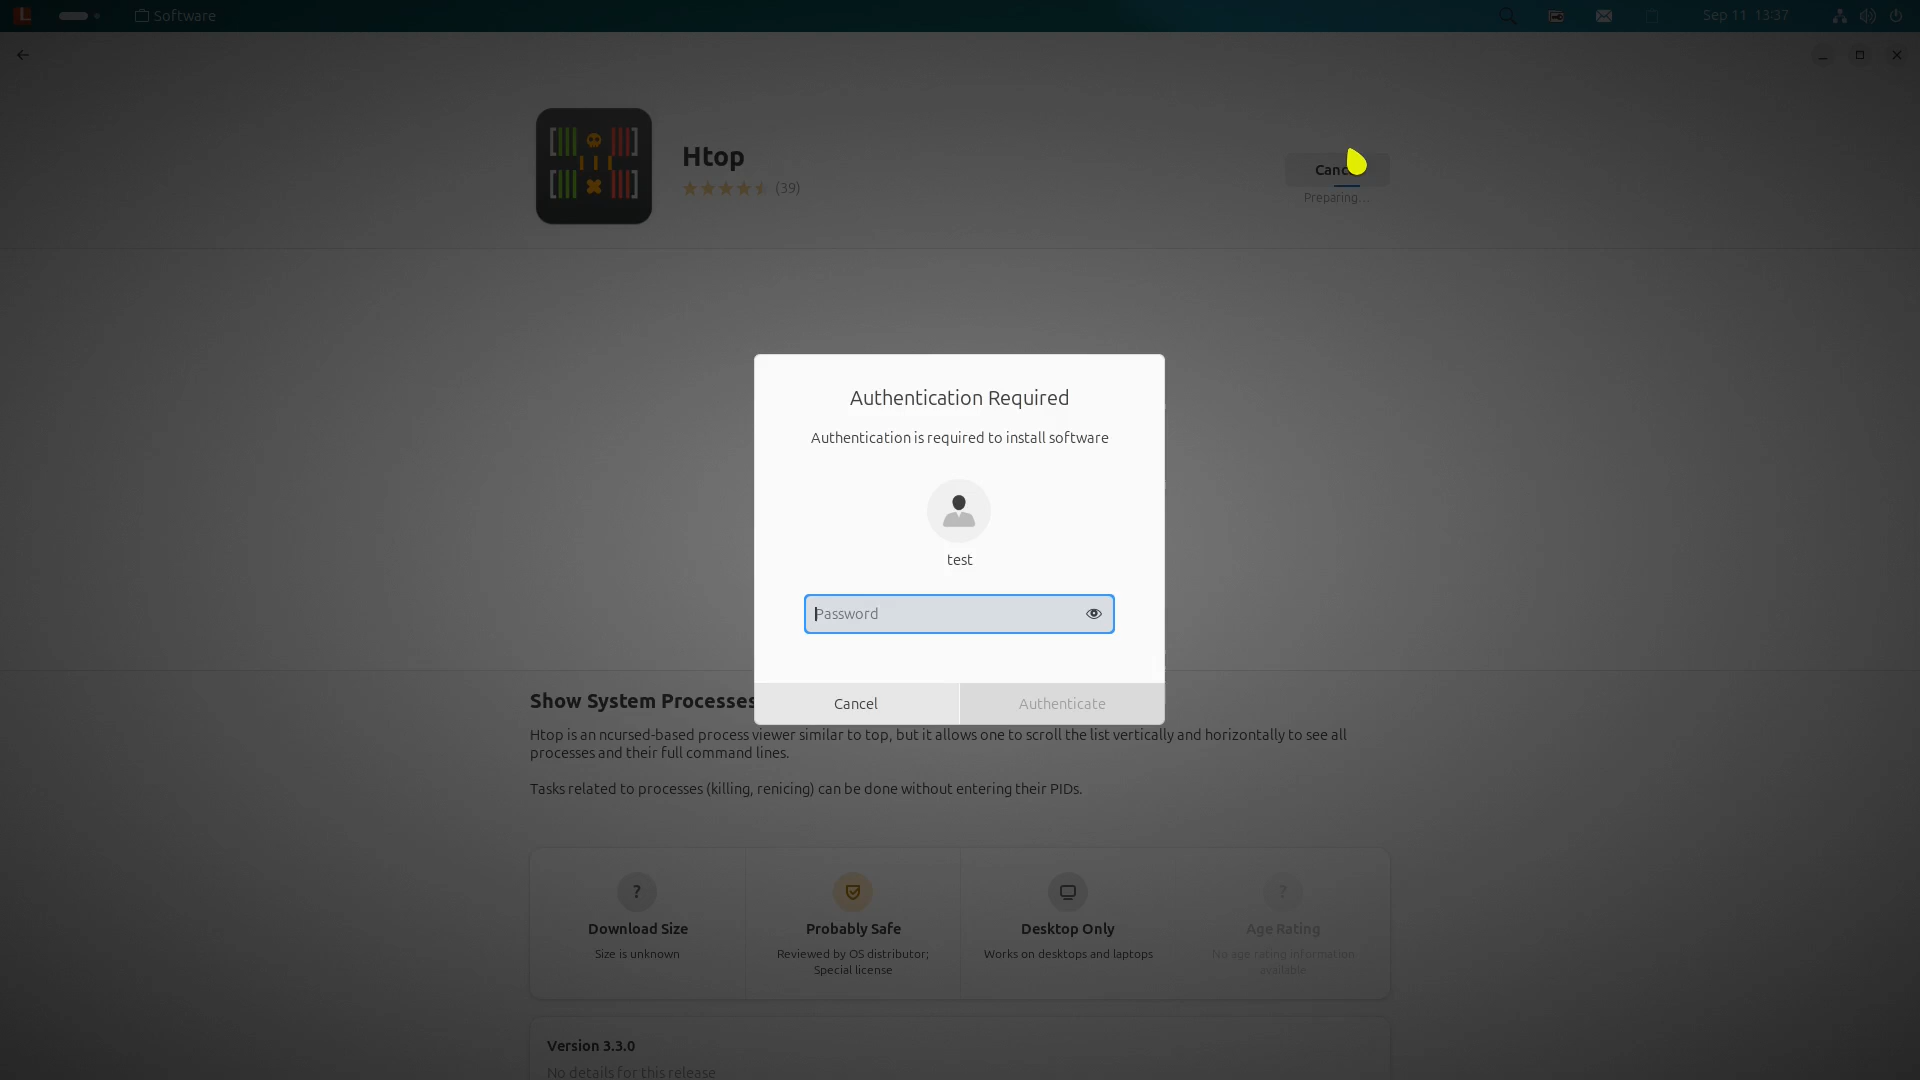 Software
Sep 11 13:37
Htop
(39)
Preparing...
Authentication Required
Authentication is required to install software
test
Password
Cancel
Authenticate
Show System Processes
Htop is an ncursed-based process viewer similar to top, but it allows one to scroll the list vertically and horizontally to see all
processes and their full command lines.
Tasks related to processes (killing, renicing) can be done without entering their PIDs.
?
?
Download Size
Probably Safe
Desktop Only
Age Rating
Size is unknown
Reviewed by OS distributor;
Special license
Works on desktops and laptops
No age rating information
available
Version 3.3.0
No details for this release